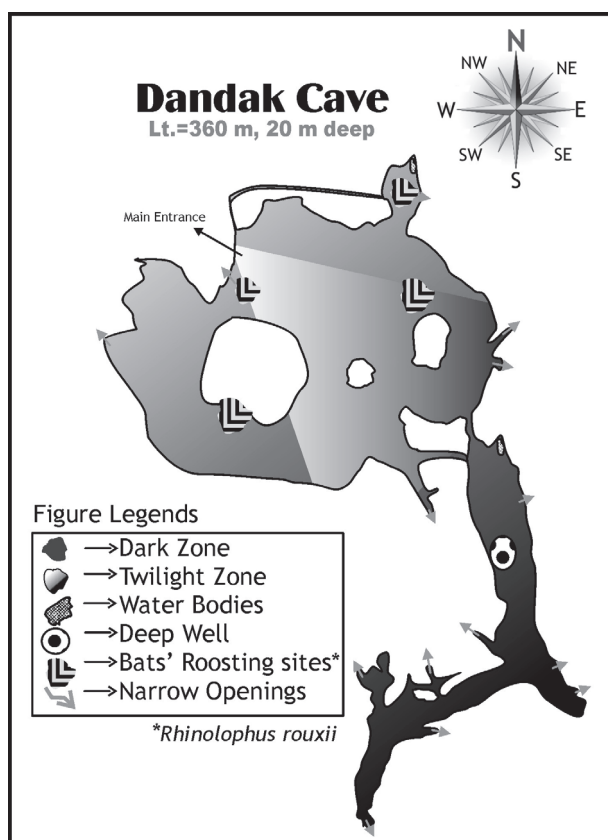 N
NW
NE
W
E
SW
SE
S
Dandak Cave
Lt.=360 m, 20 m deep
Main Entrance
Figure Legends
Dark Zone
Twilight Zone
Water Bodies
Deep Well
Bats' Roosting sites*
Narrow Openings
*Rhinolophus rouxii